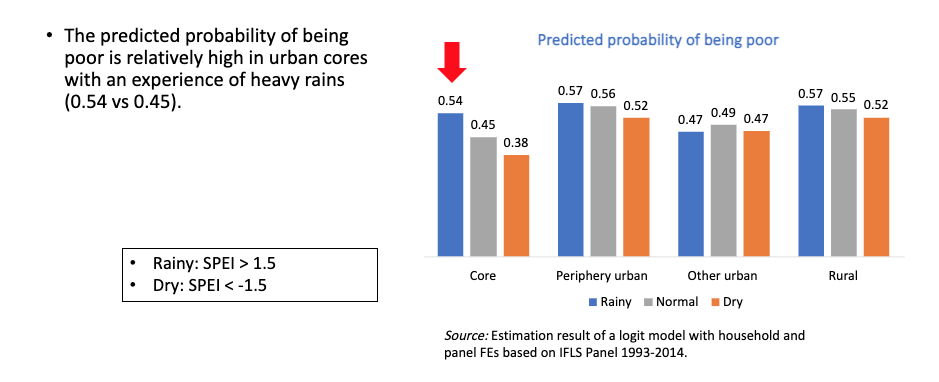 • The predicted probability of being
poor is relatively high in urban cores
with an experience of heavy rains
(0.54 vs 0.45).
• Rainy: SPEI > 1.5
• Dry: SPEI < -1.5
Predicted probability of being poor
0.54 0.45 0.38
0.57 0.56 0.52
0.47 0.49 0.47
0.57 0.55 0.52
Core Periphery urban Other urban Rural
Rainy Normal Dry
Source: Estimation result of a logit model with household and
panel FEs based on IFLS Panel 1993-2014.